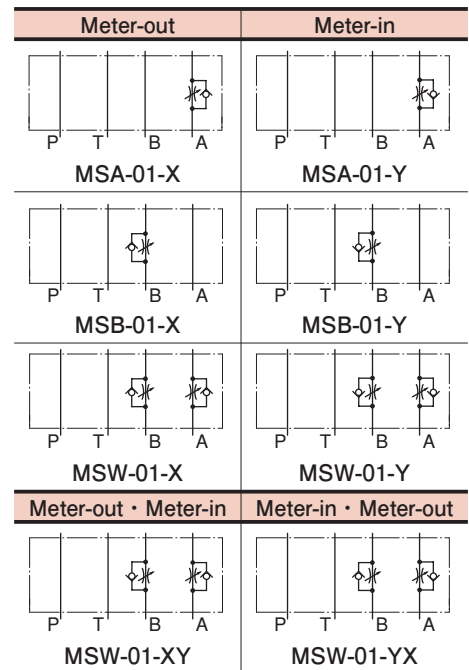 Meter-out Meter-in
P T B A P T B A
MSA-01-X MSA-01-Y
P T B A P T B A
MSB-01-X MSB-01-Y
P T B A P T B A
MSW-01-X MSW-01-Y
Meter-out・Meter-in Meter-in・Meter-out
P T B A P T B A
MSW-01-XY MSW-01-YX